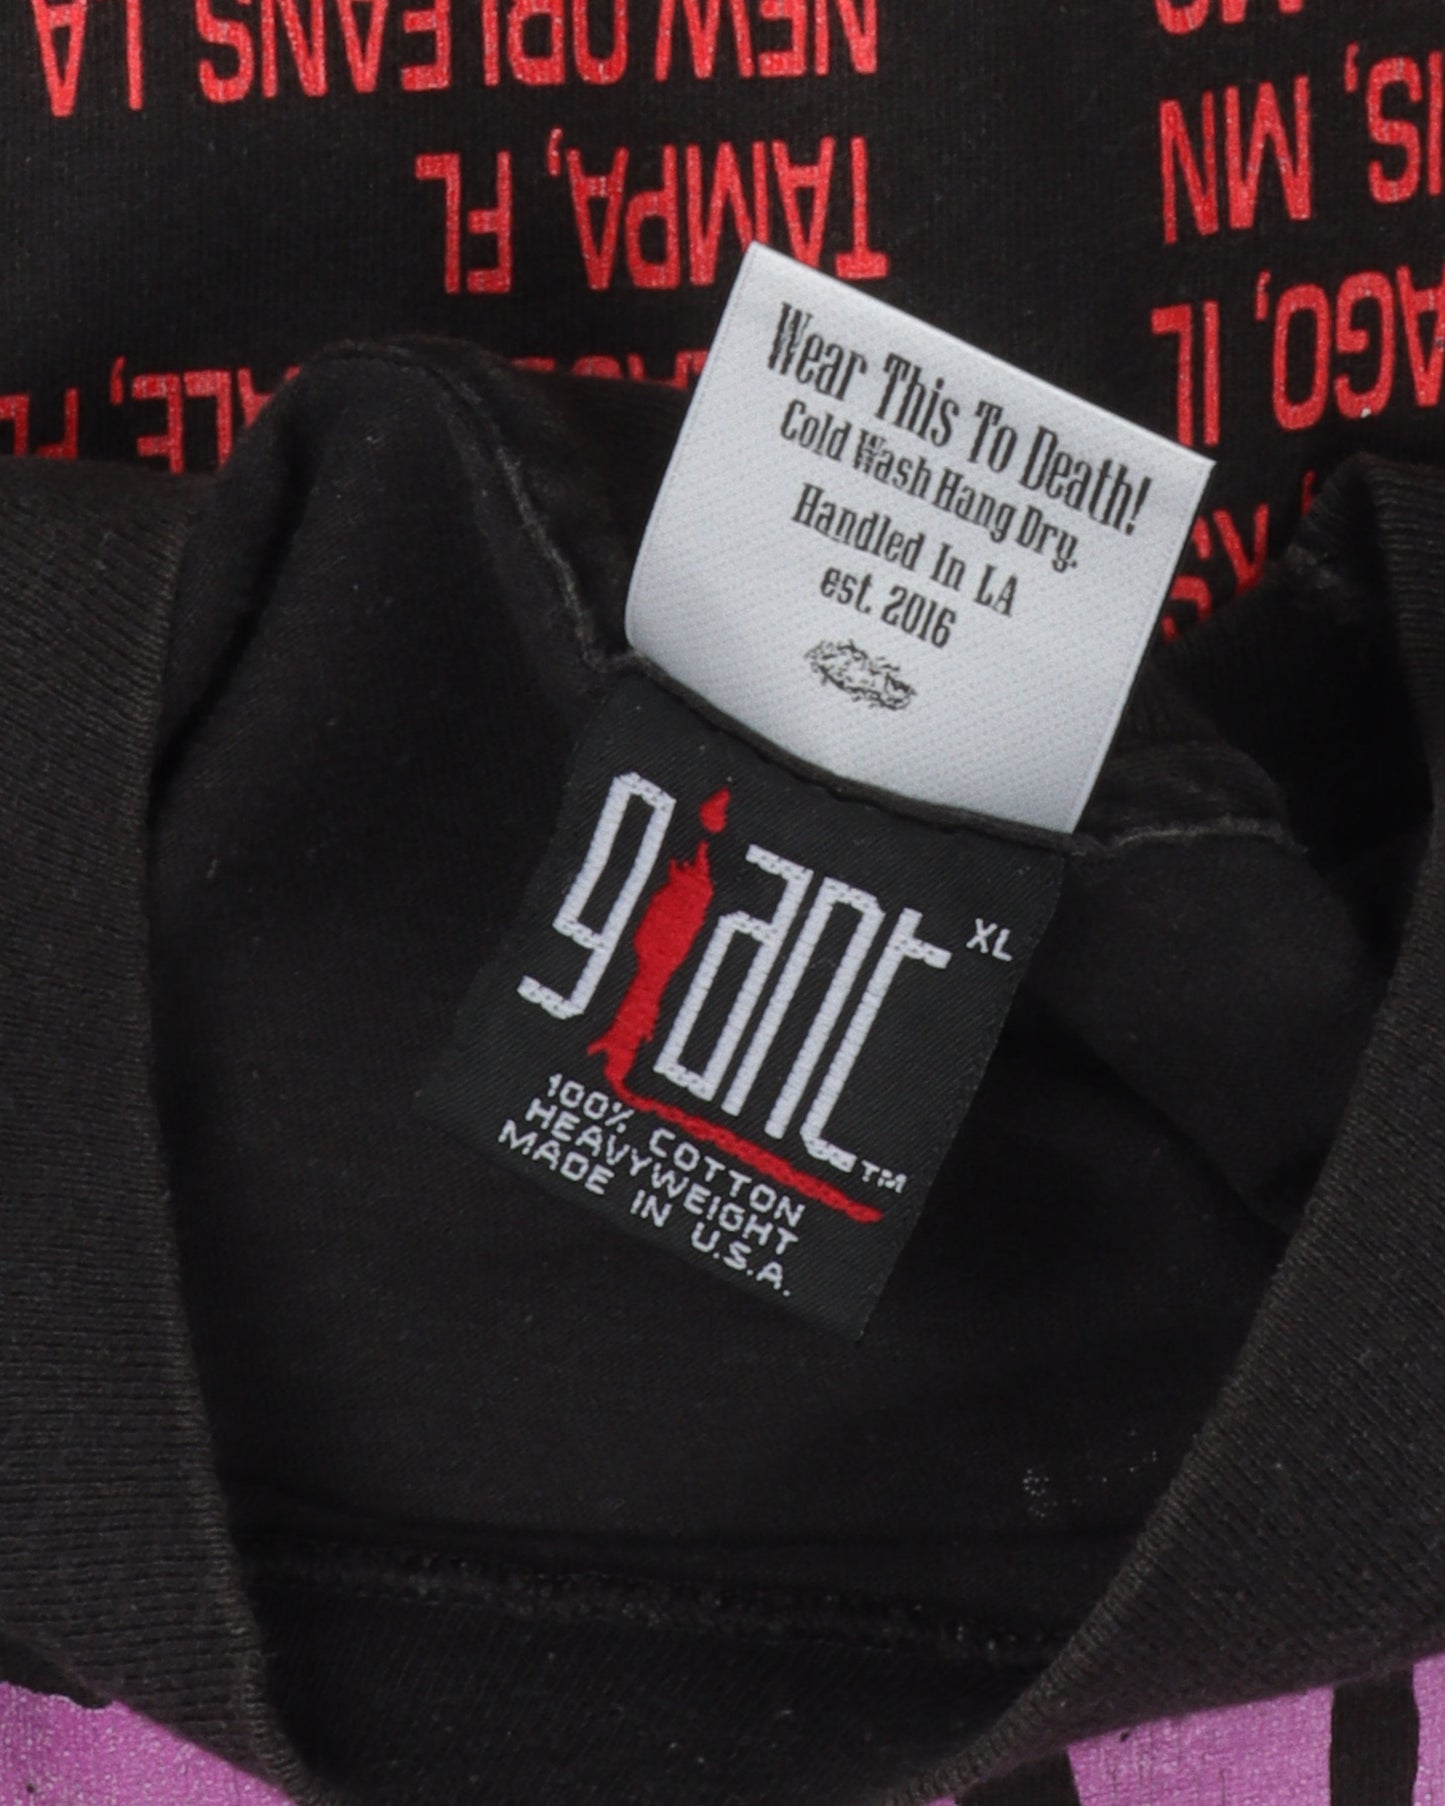 NEW ORLEANS, LA
TAMPA, FL
IS, MN
AGO, IL
Wear This To Death!
Cold Wash Hang Dry.
Handled In LA
est. 2016
giant XL
TM
100% COTTON
HEAVYWEIGHT
MADE IN U.S.A.